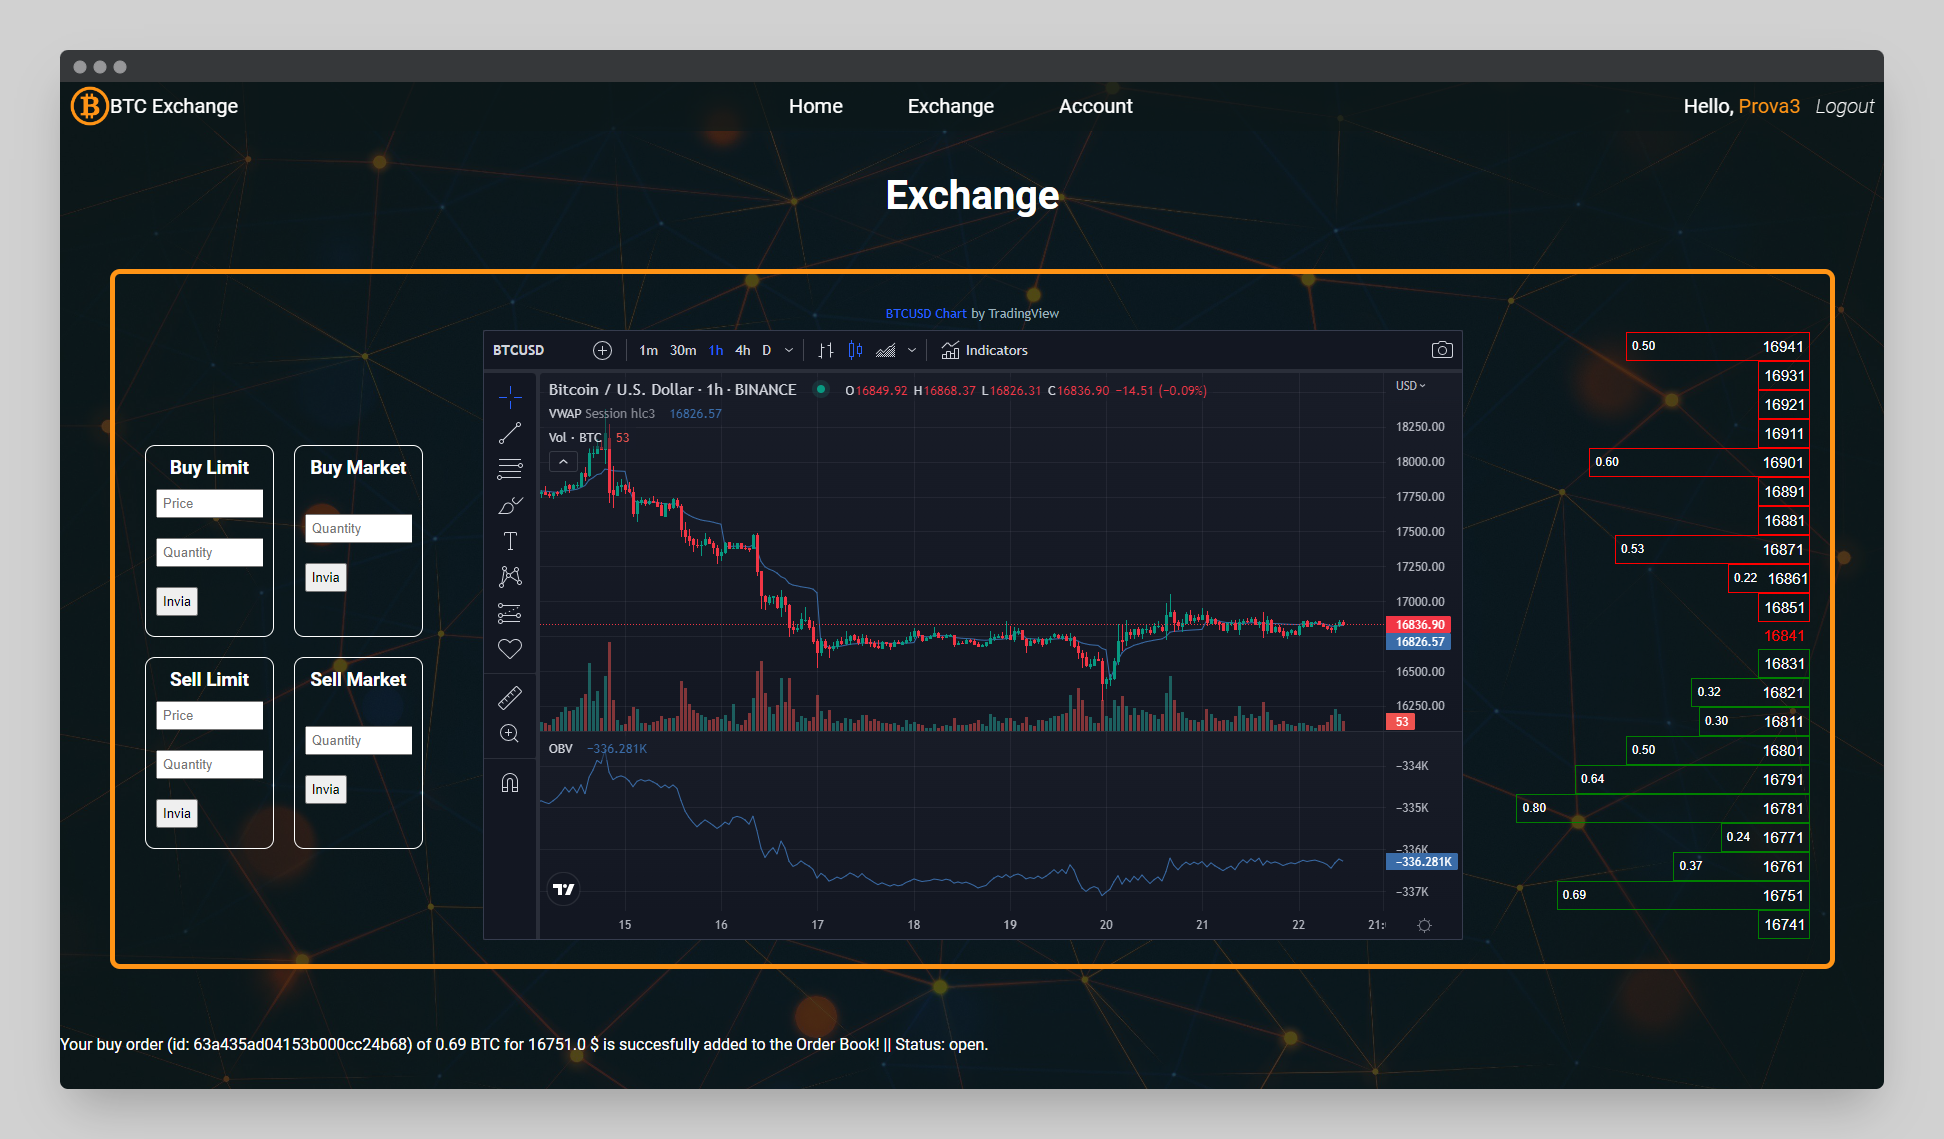 BTC Exchange
Home Exchange Account
Hello, Prova3 Logout
Exchange
BTCUSD Chart by TradingView
BTCUSD 1m 30m 1h 4h D Indicators
Bitcoin / U.S. Dollar · 1h · BINANCE O16849.92 H16868.37 L16826.31 C16836.90 −14.51 (−0.09%)
VWAP Session hlc3 16826.57
Vol · BTC 53
USD
18250.00
18000.00
17750.00
17500.00
17250.00
17000.00
16836.90
16826.57
16500.00
16250.00
53
OBV −336.281K
−334K
−335K
−336K
−336.281K
−337K
15 16 17 18 19 20 21 22 21:
Buy Limit
Price
Quantity
Invia
Buy Market
Quantity
Invia
Sell Limit
Price
Quantity
Invia
Sell Market
Quantity
Invia
0.50 16941
16931
16921
16911
0.60 16901
16891
16881
0.53 16871
0.22 16861
16851
16841
16831
0.32 16821
0.30 16811
0.50 16801
0.64 16791
0.80 16781
0.24 16771
0.37 16761
0.69 16751
16741
Your buy order (id: 63a435ad04153b000cc24b68) of 0.69 BTC for 16751.0 $ is succesfully added to the Order Book! || Status: open.